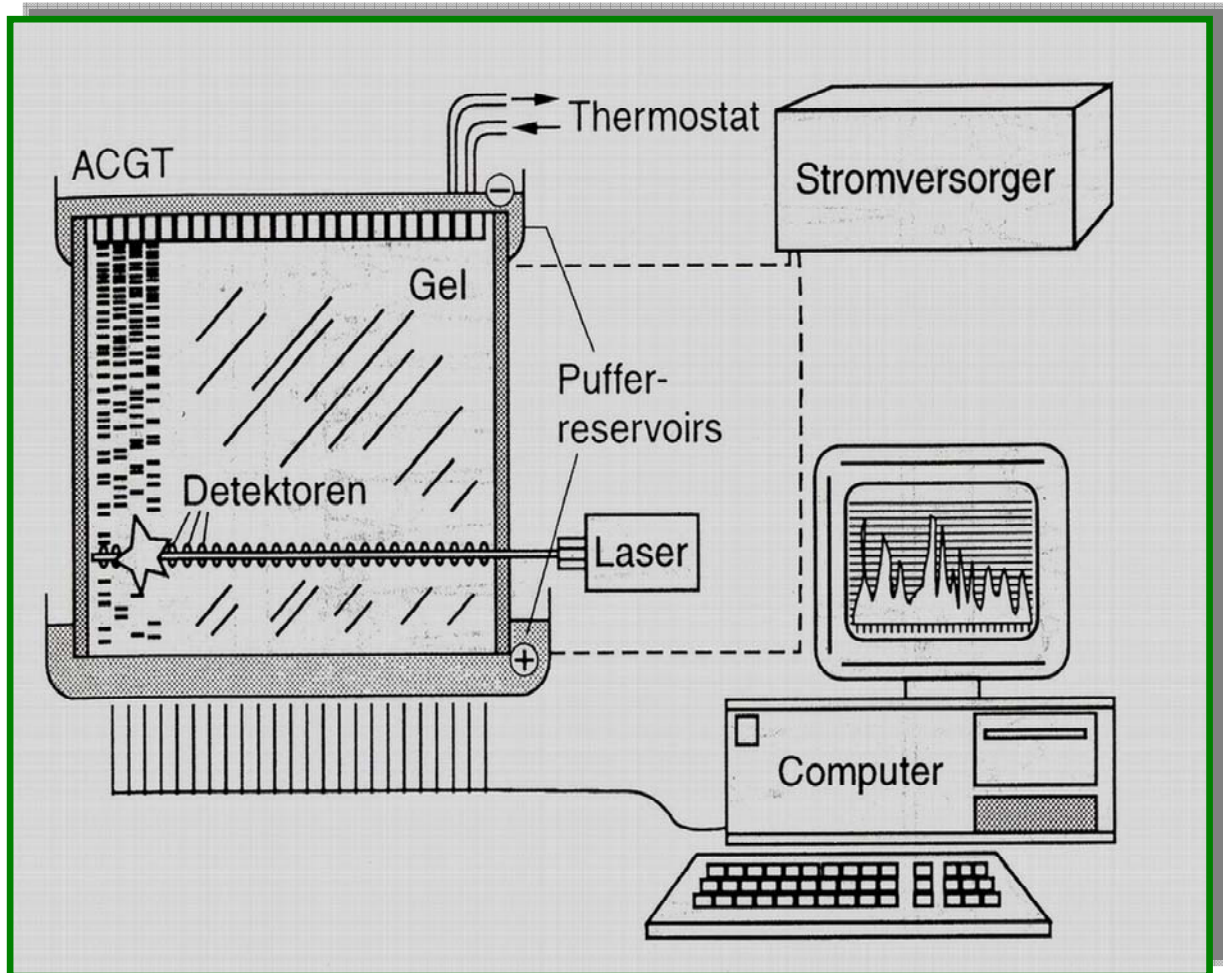 ACGT
Thermostat
Stromversorger
−
Gel
Puffer-
reservoirs
Detektoren
Laser
+
Computer